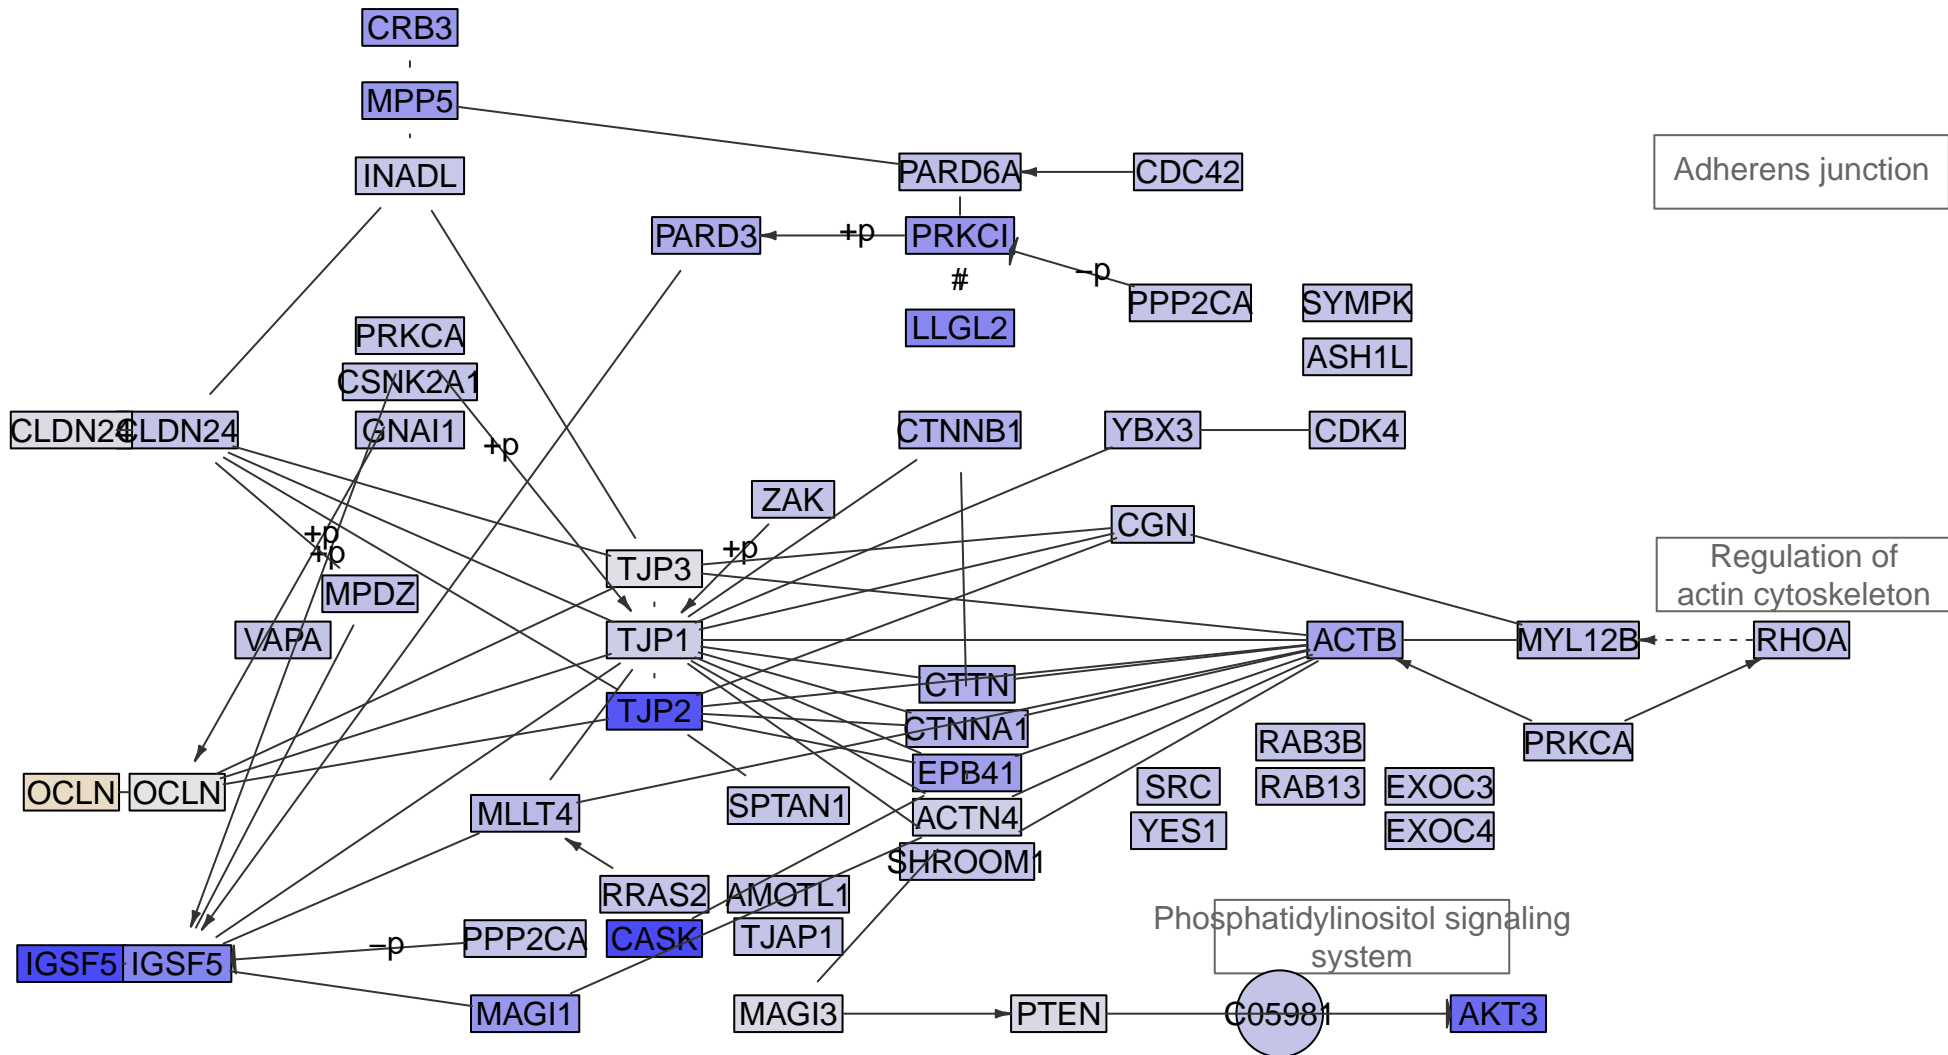 CRB3
MPP5
INADL
PARD6A
CDC42
Adherens junction
PARD3
+p
PRKCI
−p
#
PPP2CA
SYMPK
PRKCA
LLGL2
ASH1L
CSNK2A1
CLDN24
CLDN24
GNAI1
+p
CTNNB1
YBX3
CDK4
ZAK
CGN
+p
+p
+p
TJP3
Regulation of
actin cytoskeleton
MPDZ
VAPA
TJP1
ACTB
MYL12B
RHOA
CTTN
TJP2
CTNNA1
RAB3B
PRKCA
EPB41
OCLN
OCLN
SRC
RAB13
EXOC3
MLLT4
SPTAN1
ACTN4
YES1
EXOC4
SHROOM1
RRAS2
AMOTL1
Phosphatidylinositol signaling
system
PPP2CA
CASK
TJAP1
−p
IGSF5
IGSF5
MAGI1
MAGI3
PTEN
C05981
AKT3